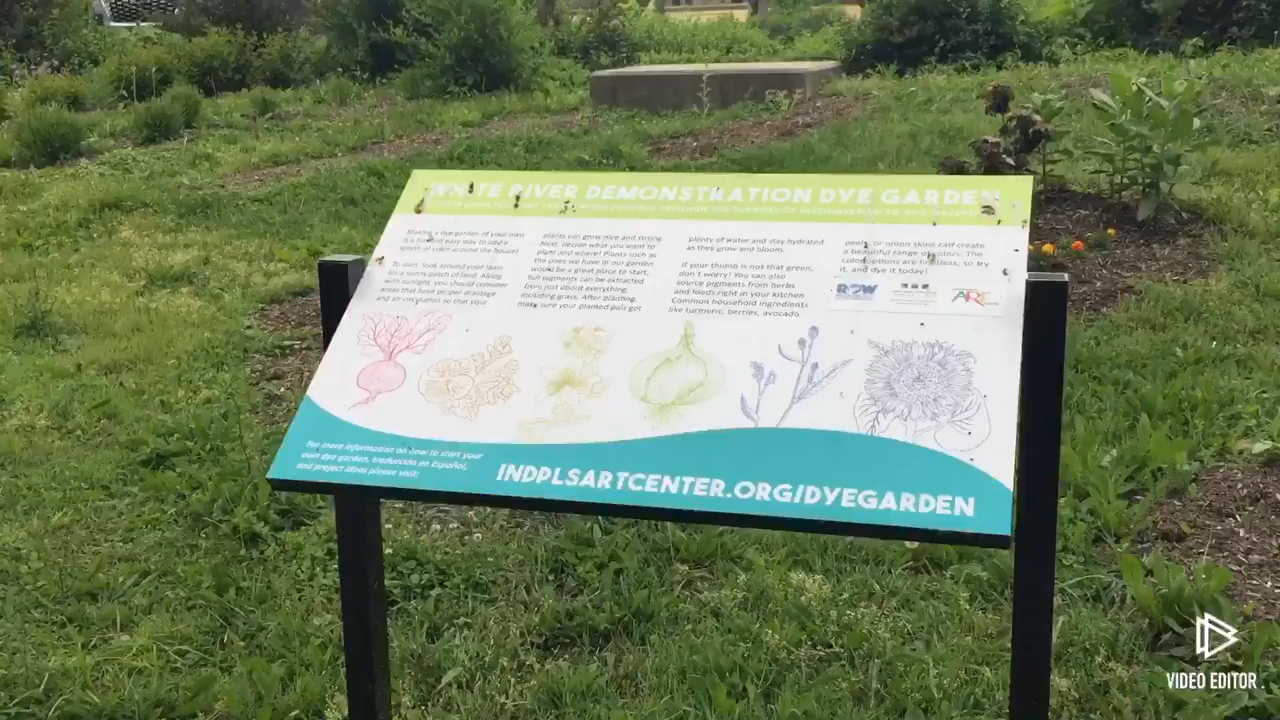 WHITE RIVER DEMONSTRATION DYE GARDEN
Making a dye garden of your own
is a fun and easy way to add a
splash of color around the house!
To start, look around your lawn
for a sunny patch of land. Along
with sunlight, you should consider
areas that have proper drainage
and air circulation so that your
plants can grow nice and strong.
Next, decide what you want to
plant and where! Plants such as
the ones we have in our garden
would be a great place to start,
but pigments can be extracted
from just about everything,
including grass. After planting,
make sure your planted pals get
plenty of water and stay hydrated
as they grow and bloom.
If your thumb is not that green,
don't worry! You can also
source pigments from herbs
and foods right in your kitchen.
Common household ingredients
like turmeric, berries, avocado
peels, or onion skins can create
a beautiful range of colors. The
color options are limitless, so try
it, and dye it today!
ROW
ART
For more information on how to start your
own dye garden, traducción en Español,
and project ideas please visit:
INDPLSARTCENTER.ORG/DYEGARDEN
VIDEO EDITOR